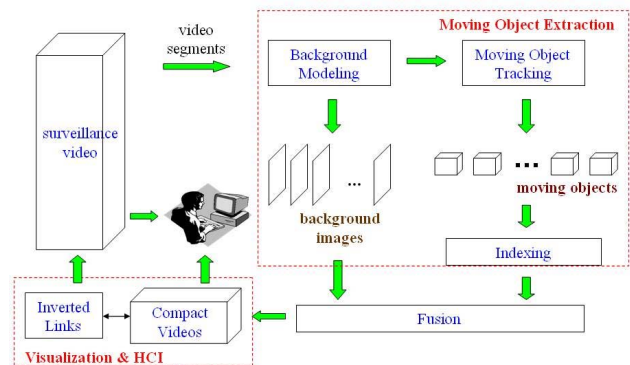 video
segments
Moving Object Extraction
Background
Modeling
Moving Object
Tracking
surveillance
video
...
...
moving objects
background
images
Indexing
Inverted
Links
Compact
Videos
Fusion
Visualization & HCI